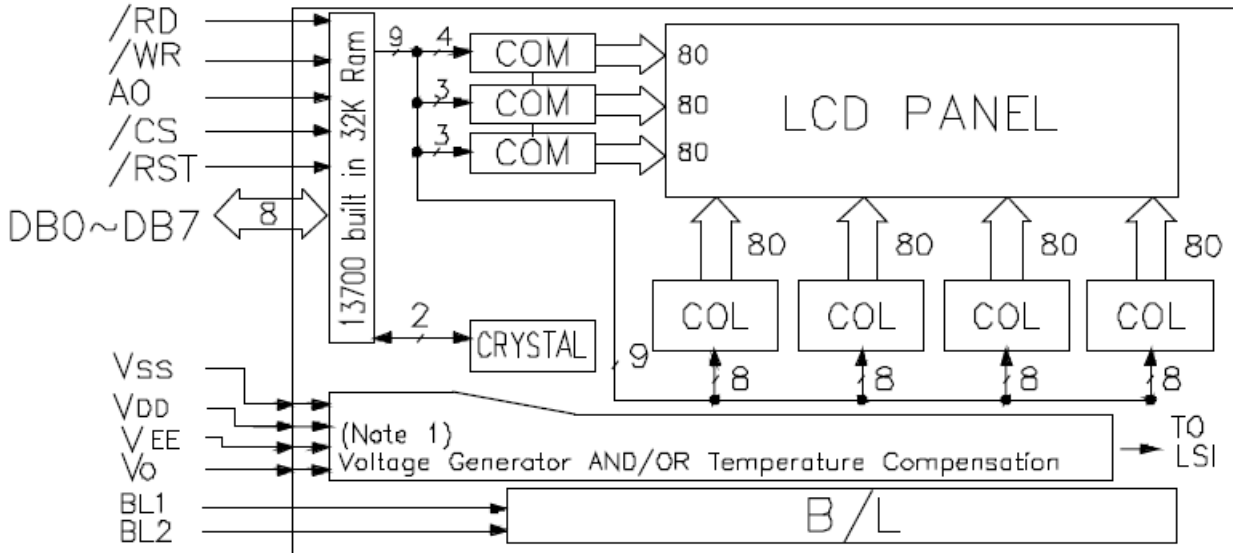 /RD
/WR
A0
/CS
/RST
DB0~DB7
8
13700 built in 32K Ram
9
4
COM
80
3
COM
80
3
COM
80
LCD PANEL
80
80
80
80
COL
COL
COL
COL
2
CRYSTAL
9
8
8
8
8
VSS
VDD
VEE
VO
(Note 1)
Voltage Generator AND/OR Temperature Compensation
TO
LSI
BL1
BL2
B/L